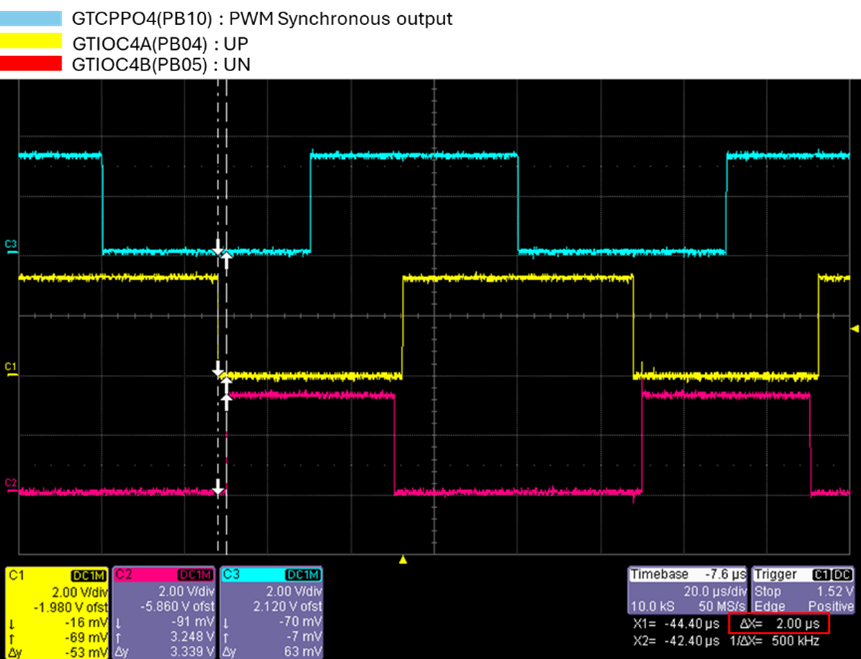 GTCPPO4(PB10) : PWM Synchronous output
GTIOC4A(PB04) : UP
GTIOC4B(PB05) : UN
C3
C1
C2
C1 DC1M
2.00 V/div
-1.980 V ofst
↓ -16 mV
↑ -69 mV
Δy -53 mV
C2 DC1M
2.00 V/div
-5.860 V ofst
↓ -91 mV
↑ 3.248 V
Δy 3.339 V
C3 DC1M
2.00 V/div
2.120 V ofst
↓ -70 mV
↑ -7 mV
Δy 63 mV
Timebase -7.6 µs
20.0 µs/div
10.0 kS 50 MS/s
Trigger C1 DC
Stop 1.52 V
Edge Positive
X1= -44.40 µs ΔX= 2.00 µs
X2= -42.40 µs 1/ΔX= 500 kHz